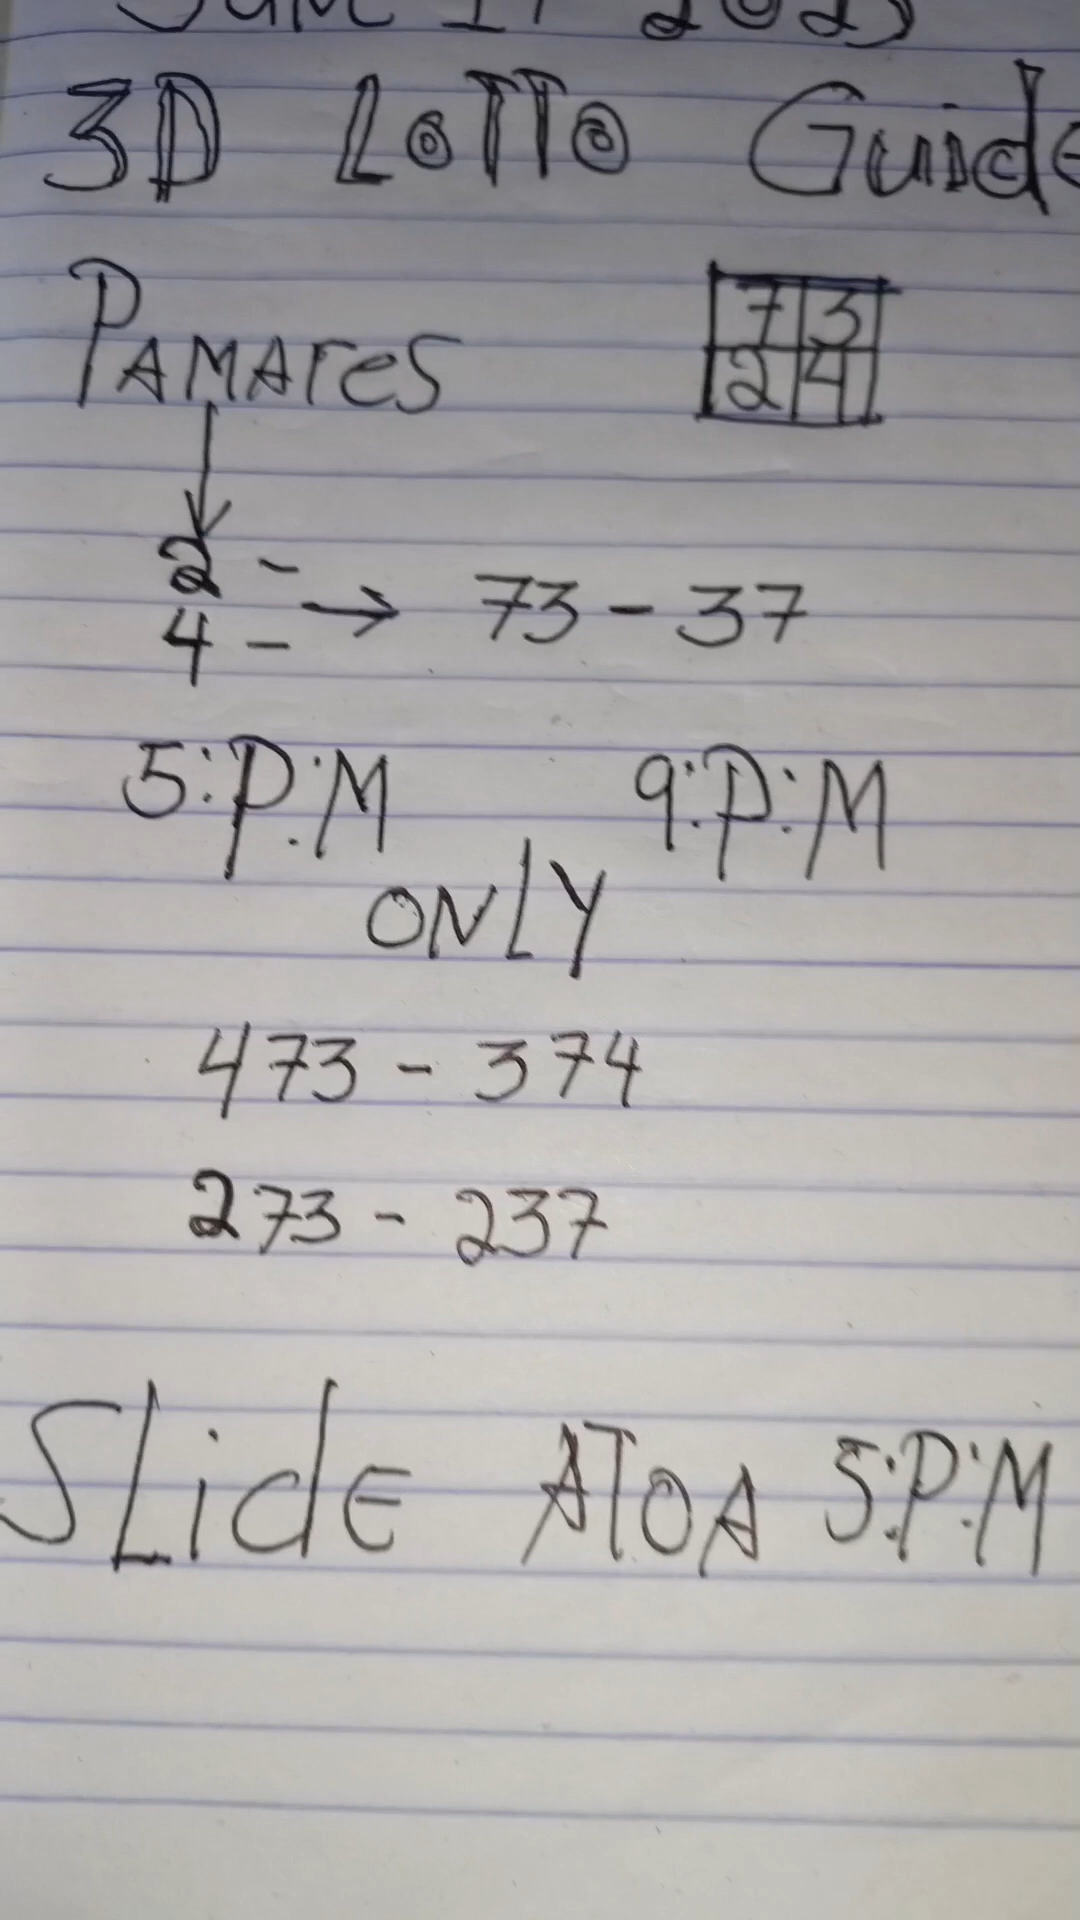 3D LOTTO Guide
PAMAres
7 3
2 4
2 -
→ 73 - 37
4 -
5:P:M 9:P:M
ONLY
473 - 374
273 - 237
SLidE ATOA 5:P:M